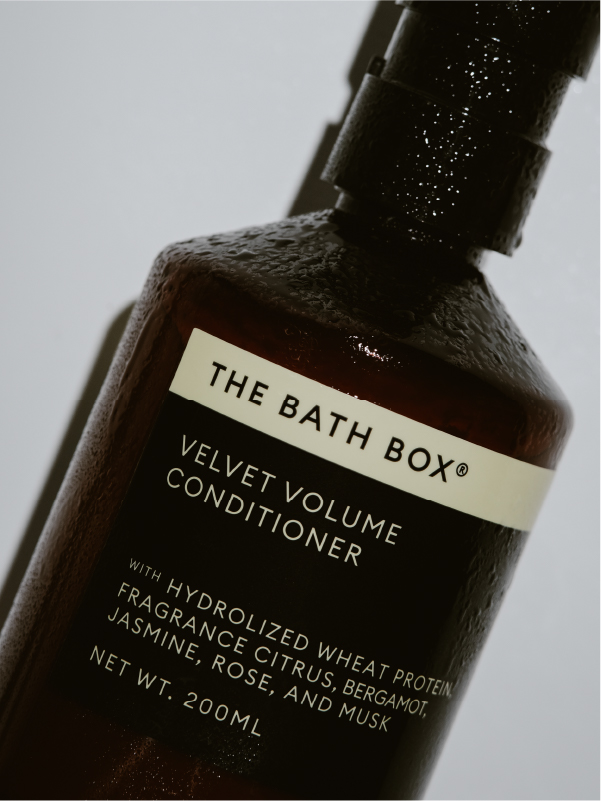 THE BATH BOX®
VELVET VOLUME
CONDITIONER
WITH HYDROLIZED WHEAT PROTEIN,
FRAGRANCE CITRUS, BERGAMOT,
JASMINE, ROSE, AND MUSK
NET WT. 200ML